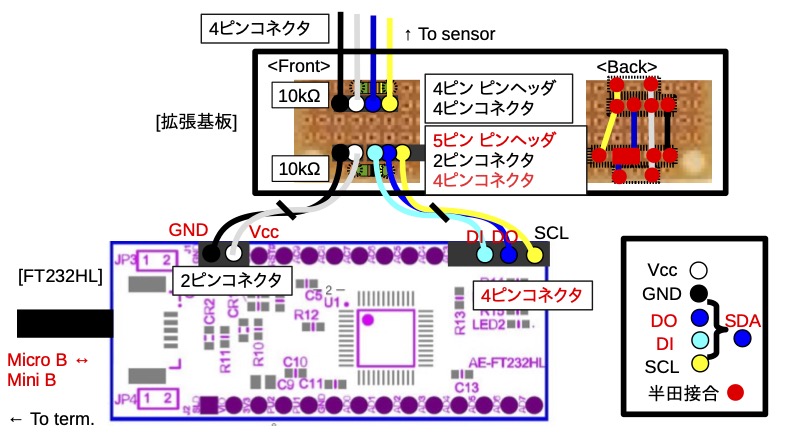 4ピンコネクタ
↑ To sensor
<Front>
<Back>
10kΩ
4ピン ピンヘッダ
4ピンコネクタ
[拡張基板]
5ピン ピンヘッダ
2ピンコネクタ
4ピンコネクタ
10kΩ
GND
Vcc
DI
DO
SCL
JP3
1 2
[FT232HL]
2ピンコネクタ
4ピンコネクタ
C5
U1
2
CR2
R12
R13
LED2
R11
R10
Micro B ↔
Mini B
C10
C9
C11
C13
AE-FT232HL
JP4
1 2
J2
← To term.
Vcc
GND
DO
SDA
DI
SCL
半田接合